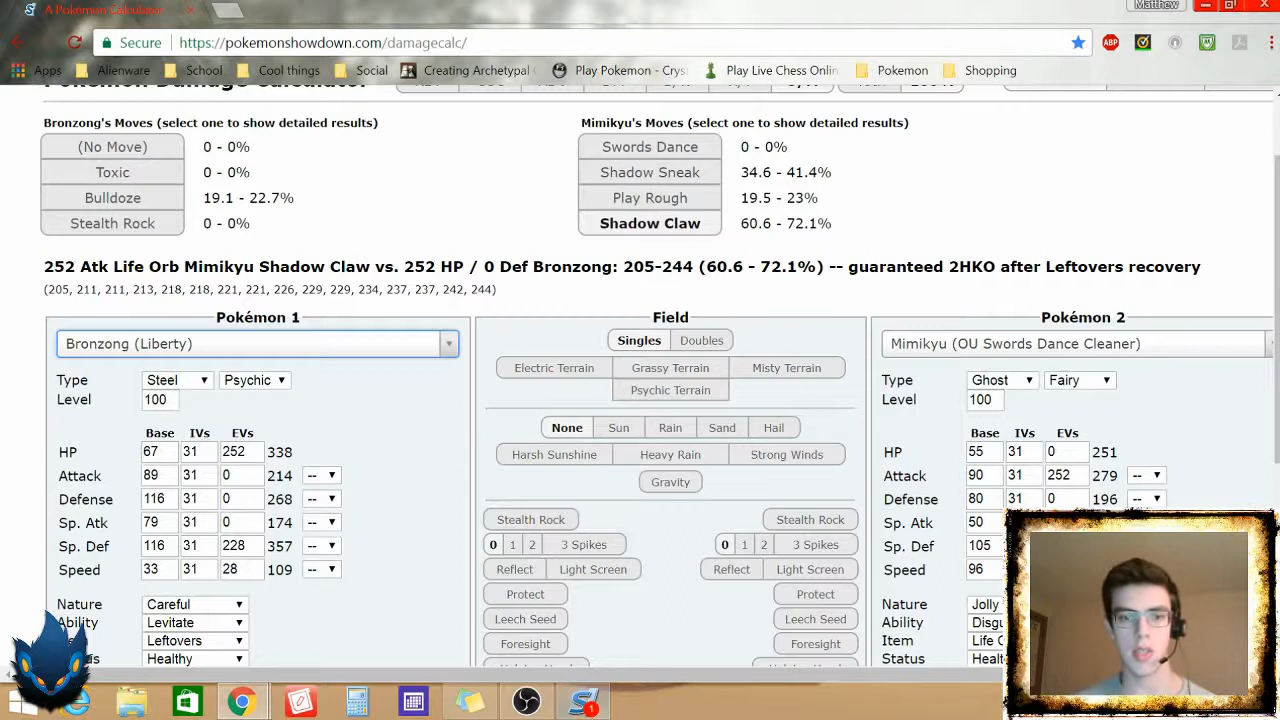 A Pokémon Calculator
Matthew
Secure https://pokemonshowdown.com/damagecalc/
ABP
Apps Alienware School Cool things Social Creating Archetypal Play Pokemon - Crys Play Live Chess Onlin Pokemon Shopping
Pokémon Damage Calculator
Bronzong's Moves (select one to show detailed results) Mimikyu's Moves (select one to show detailed results)
(No Move) 0 - 0% Swords Dance 0 - 0%
Toxic 0 - 0% Shadow Sneak 34.6 - 41.4%
Bulldoze 19.1 - 22.7% Play Rough 19.5 - 23%
Stealth Rock 0 - 0% Shadow Claw 60.6 - 72.1%
252 Atk Life Orb Mimikyu Shadow Claw vs. 252 HP / 0 Def Bronzong: 205-244 (60.6 - 72.1%) -- guaranteed 2HKO after Leftovers recovery
(205, 211, 211, 213, 218, 218, 221, 221, 226, 229, 229, 234, 237, 237, 242, 244)
Pokémon 1 Field Pokémon 2
Bronzong (Liberty) Singles Doubles Mimikyu (OU Swords Dance Cleaner)
Electric Terrain Grassy Terrain Misty Terrain
Type Steel Psychic Psychic Terrain Type Ghost Fairy
Level 100 Level 100
None Sun Rain Sand Hail
Base IVs EVs Base IVs EVs
HP 67 31 252 338 Harsh Sunshine Heavy Rain Strong Winds HP 55 31 0 251
Attack 89 31 0 214 -- Gravity Attack 90 31 252 279 --
Defense 116 31 0 268 -- Defense 80 31 0 196 --
Sp. Atk 79 31 0 174 -- Stealth Rock Stealth Rock Sp. Atk 50
Sp. Def 116 31 228 357 -- 0 1 2 3 Spikes 0 1 2 3 Spikes Sp. Def 105
Speed 33 31 28 109 -- Reflect Light Screen Reflect Light Screen Speed 96
Protect Protect
Nature Careful Nature Jolly
Ability Levitate Leech Seed Leech Seed Ability Disgu
Leftovers Foresight Foresight Item Life O
Healthy Status Healt
1